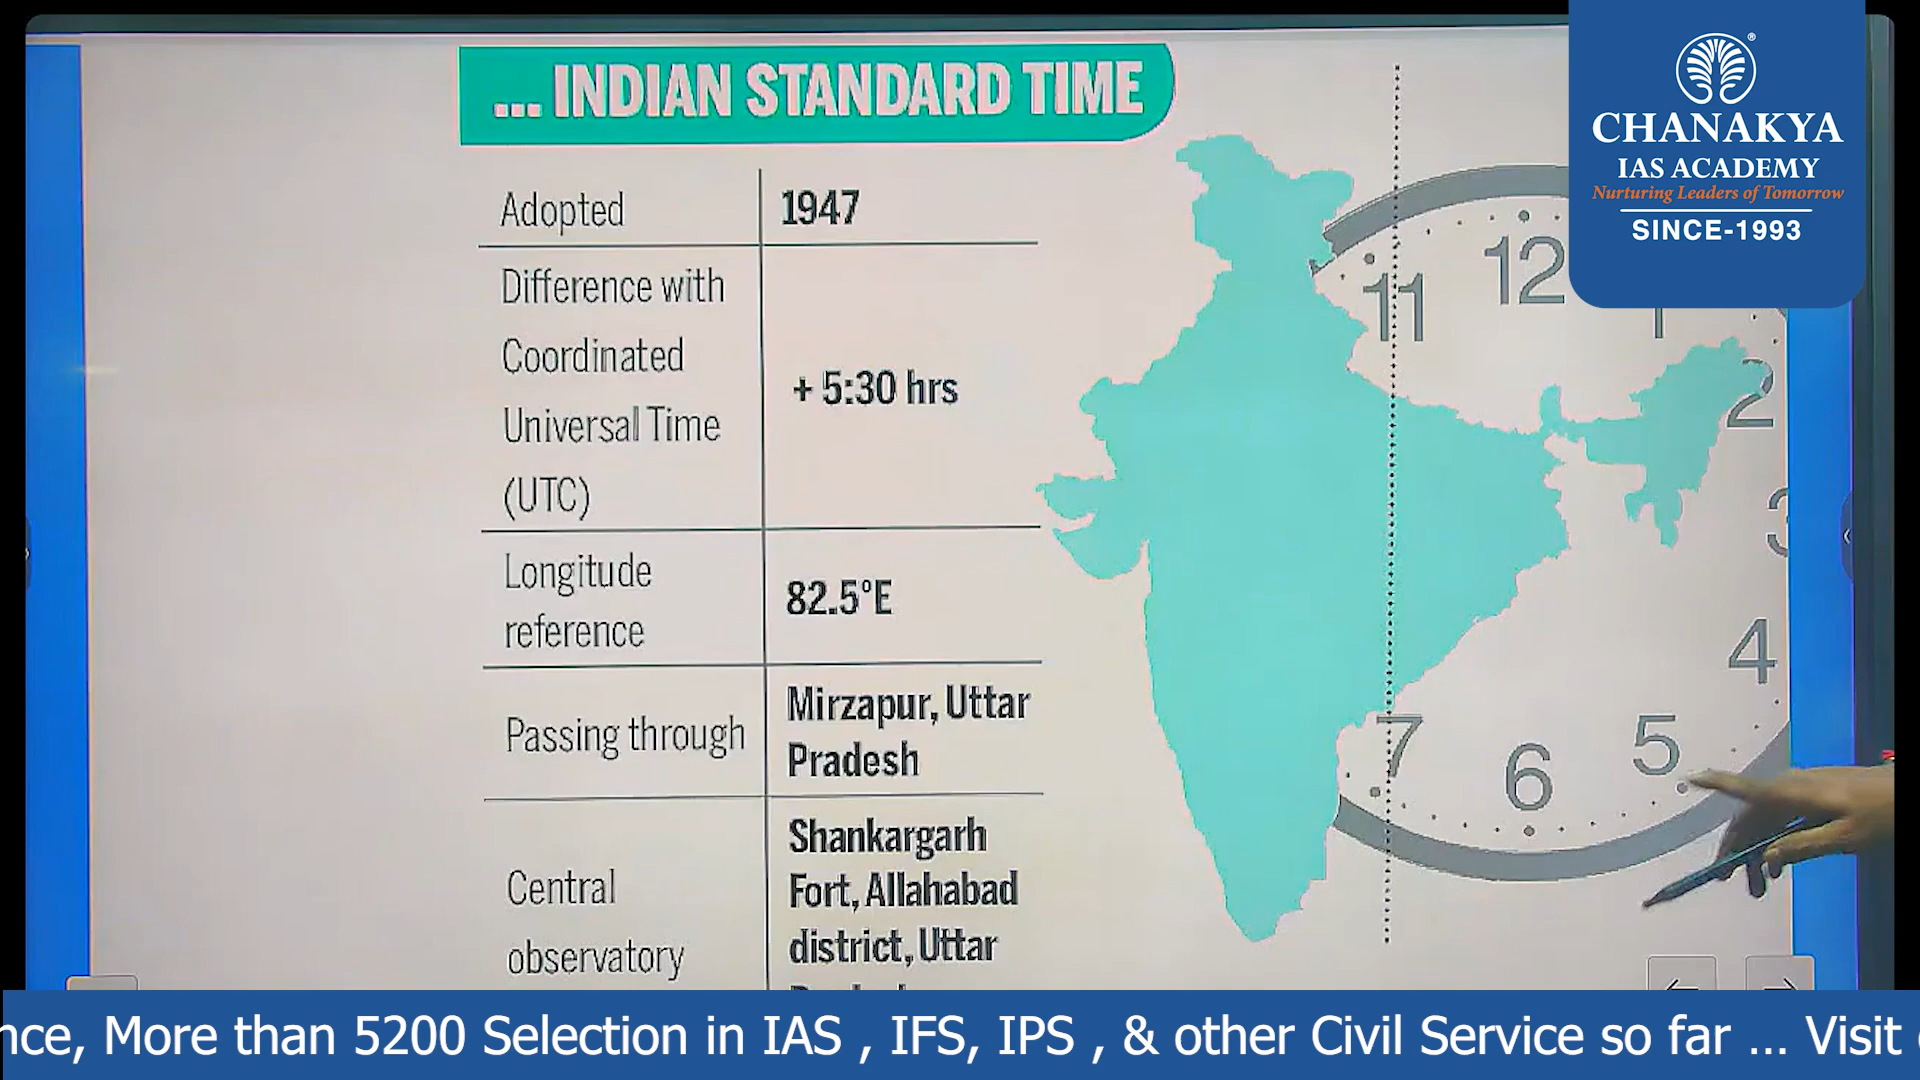 ... INDIAN STANDARD TIME
Adopted
1947
Difference with
Coordinated
Universal Time
(UTC)
+ 5:30 hrs
Longitude
reference
82.5°E
Passing through
Mirzapur, Uttar
Pradesh
Central
observatory
Shankargarh
Fort, Allahabad
district, Uttar
11
12
1
2
3
4
5
6
7
®
CHANAKYA
IAS ACADEMY
Nurturing Leaders of Tomorrow
SINCE-1993
nce, More than 5200 Selection in IAS , IFS, IPS , & other Civil Service so far ... Visit